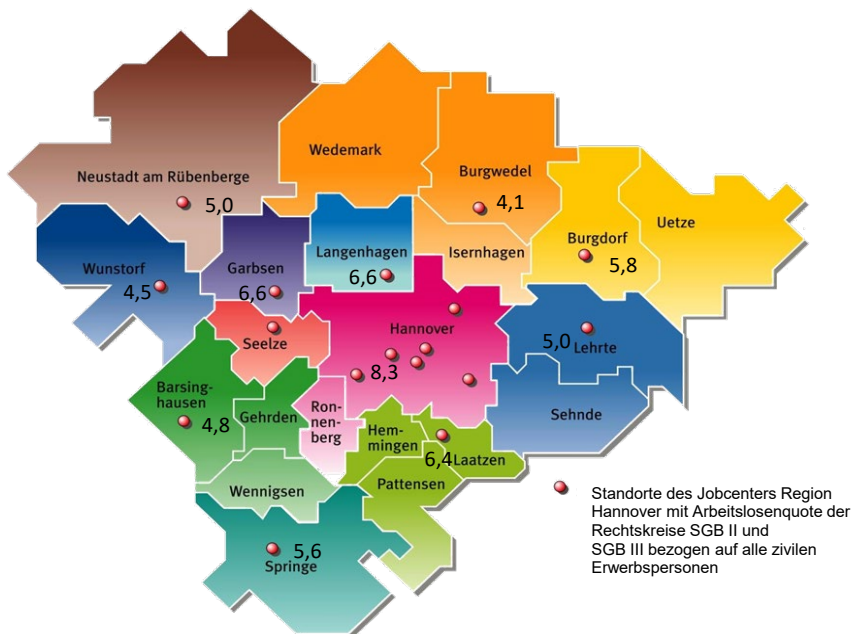 Wedemark
Burgwedel
4,1
Neustadt am Rübenberge
5,0
Uetze
Burgdorf
5,8
Langenhagen
6,6
Isernhagen
Wunstorf
4,5
Garbsen
6,6
Seelze
Hannover
8,3
5,0
Lehrte
Barsing-
hausen
4,8
Gehrden
Ron-
nen-
berg
Hem-
mingen
6,4
Laatzen
Sehnde
Wennigsen
Pattensen
5,6
Springe
Standorte des Jobcenters Region
Hannover mit Arbeitslosenquote der
Rechtskreise SGB II und
SGB III bezogen auf alle zivilen
Erwerbspersonen